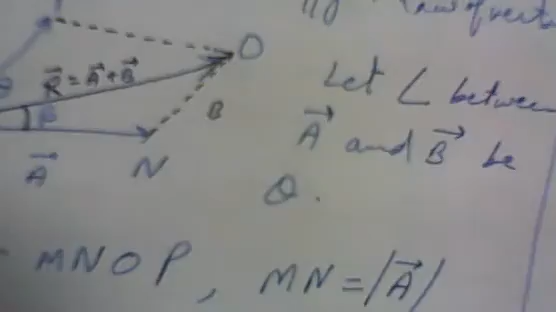 O
R⃗ = A⃗ + B⃗
B
β
A⃗
N
Let ∠ between
A⃗ and B⃗ be
θ.
MNOP, MN = |A⃗|